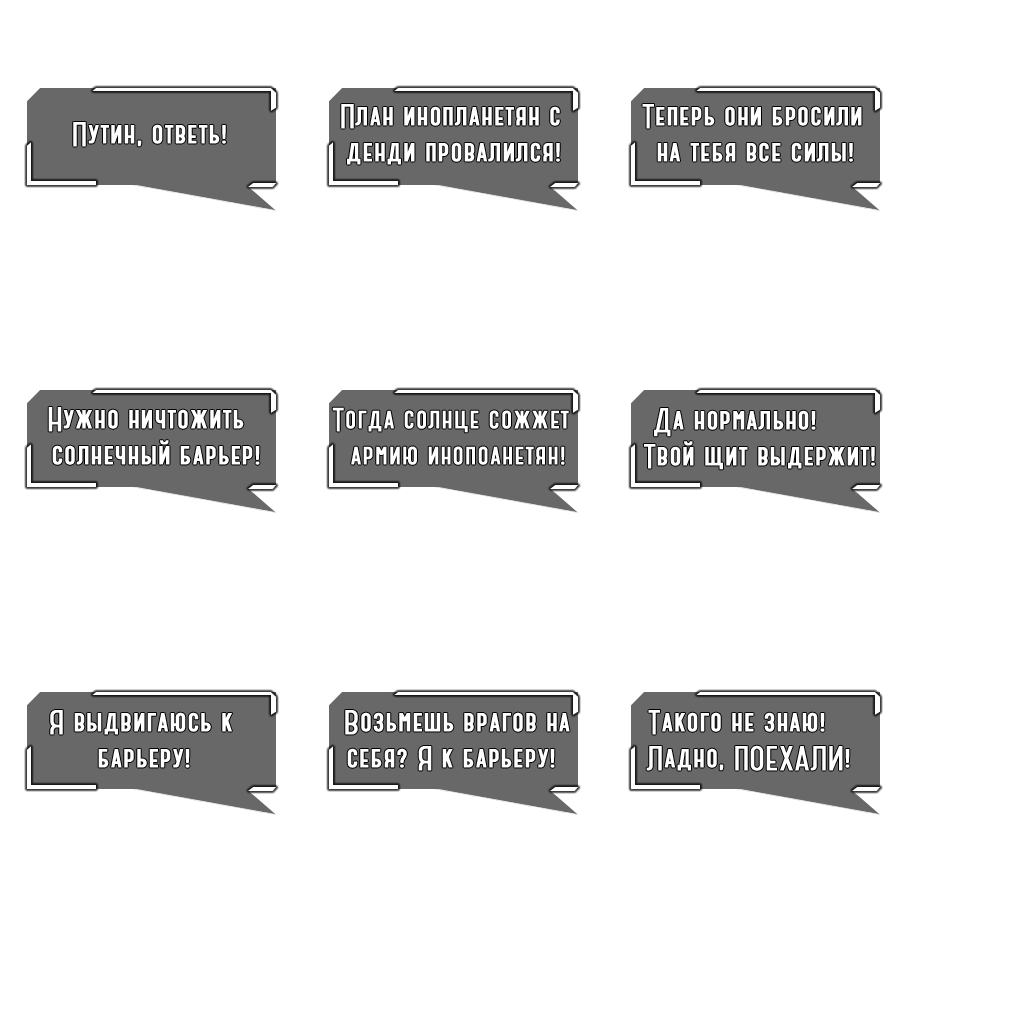 Путин, ответь!
План инопланетян с
денди провалился!
Теперь они бросили
на тебя все силы!
Нужно ничтожить
солнечный барьер!
Тогда солнце сожжет
армию инопоанетян!
Да нормально!
Твой щит выдержит!
Я выдвигаюсь к
барьеру!
Возьмешь врагов на
себя? Я к барьеру!
Такого не знаю!
Ладно, ПОЕХАЛИ!